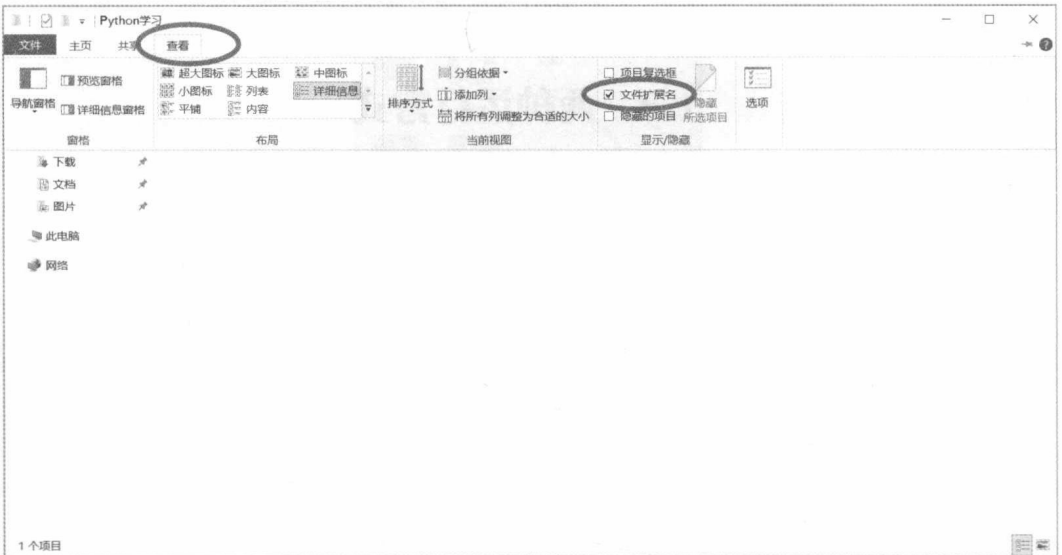 Python学习
文件 主页 共享 查看
导航窗格 预览窗格 详细信息窗格
窗格
超大图标 大图标 中图标
小图标 列表 详细信息
平铺 内容
布局
排序方式 分组依据
添加列
将所有列调整为合适的大小
当前视图
项目复选框
文件扩展名
隐藏的项目
隐藏
所选项目
显示/隐藏
选项
下载
文档
图片
此电脑
网络
1 个项目